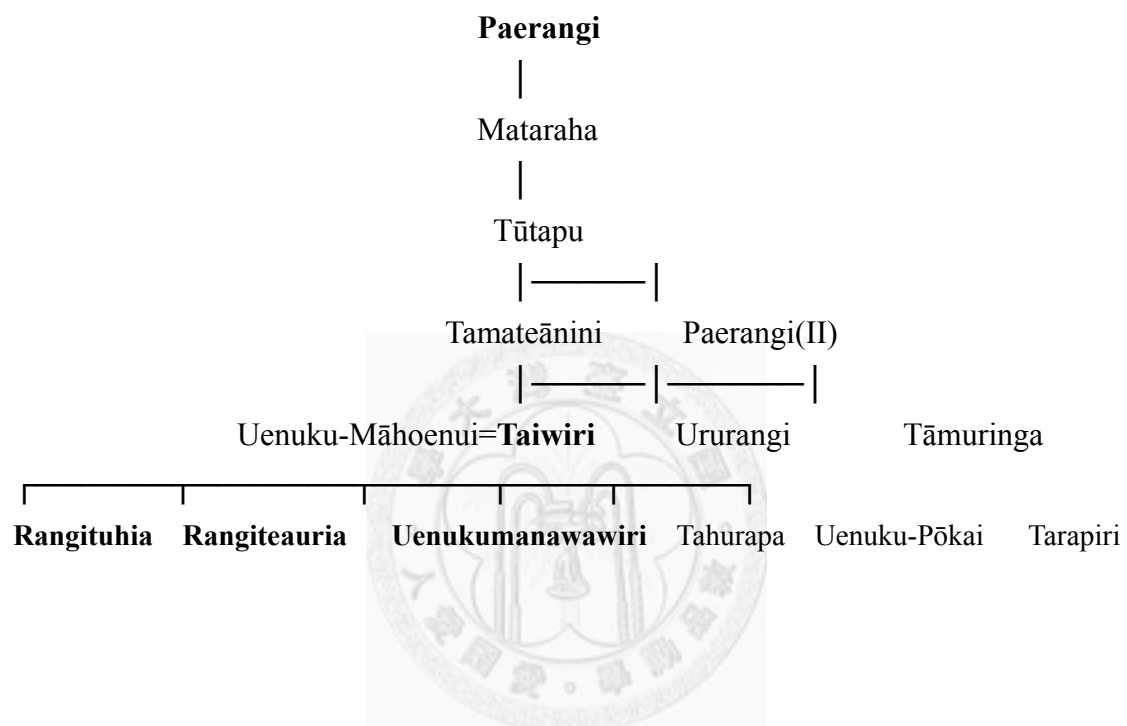 Paerangi
Mataraha
Tūtapu
Tamateānini Paerangi(II)
Uenuku-Māhoenui=Taiwiri Ururangi Tāmuringa
Rangituhia Rangiteauria Uenukumanawawiri Tahurapa Uenuku-Pōkai Tarapiri